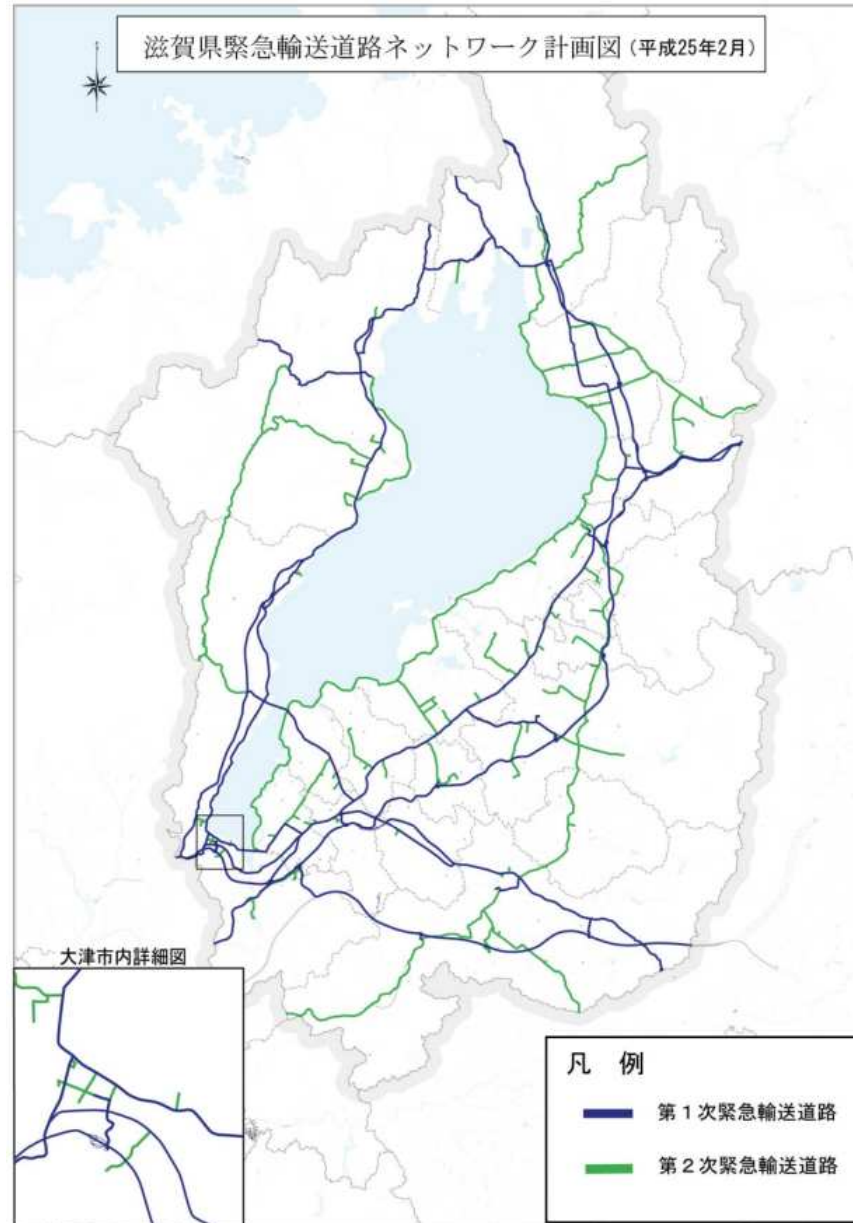 滋賀県緊急輸送道路ネットワーク計画図(平成25年2月)
大津市内詳細図
凡 例
第1次緊急輸送道路
第2次緊急輸送道路